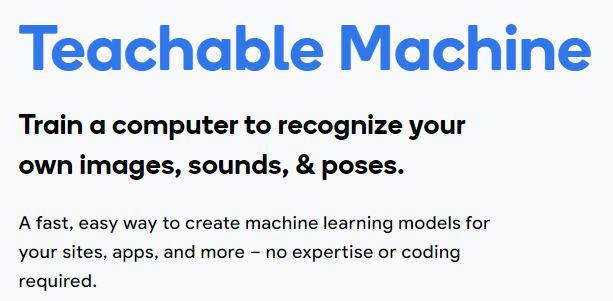 Teachable Machine
Train a computer to recognize your
own images, sounds, & poses.
A fast, easy way to create machine learning models for
your sites, apps, and more – no expertise or coding
required.